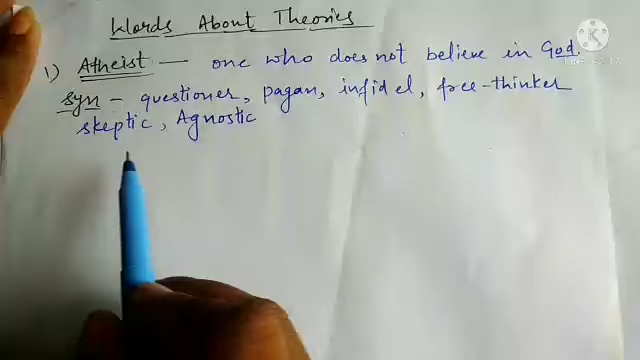 Words About Theories
1) Atheist — one who does not believe in God.
syn - questioner, pagan, infidel, free-thinker
skeptic, Agnostic